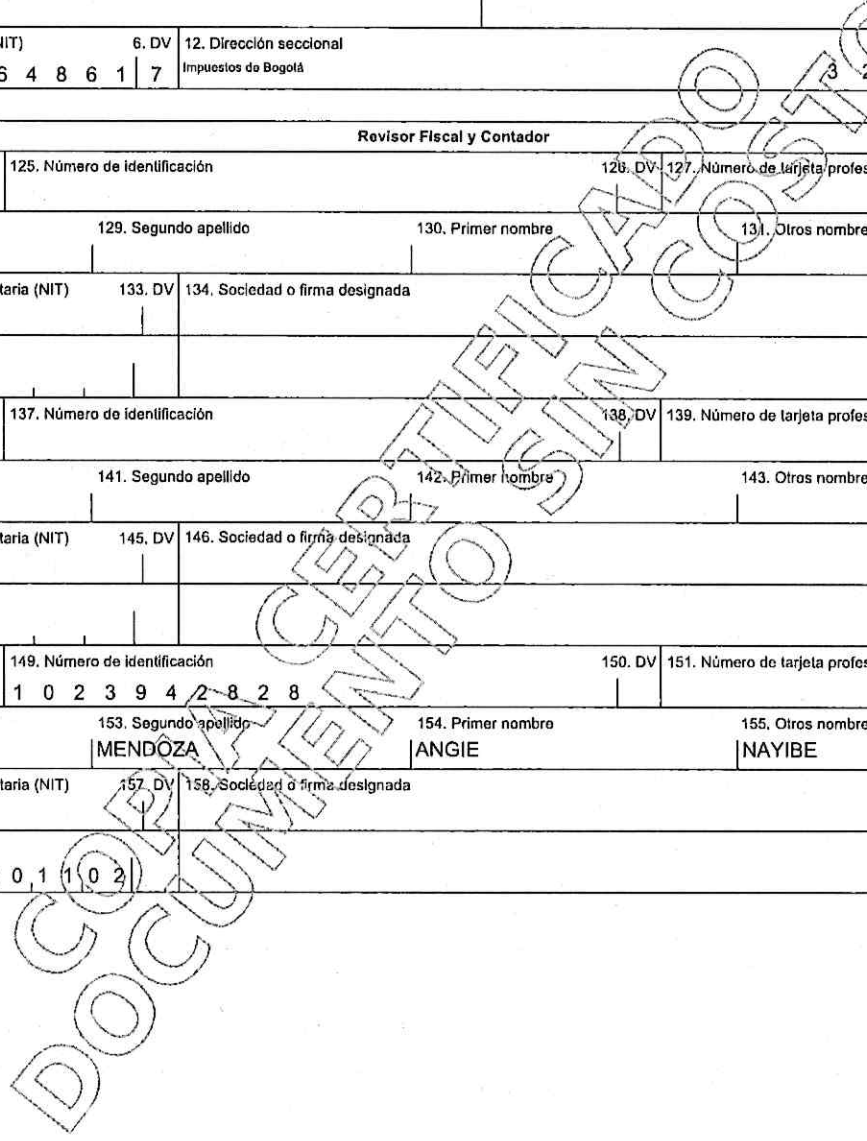 NIT) 6. DV 12. Dirección seccional
6 4 8 6 1 7 Impuestos de Bogotá 3 2
Revisor Fiscal y Contador
125. Número de identificación 126. DV 127. Número de tarjeta profes
129. Segundo apellido 130. Primer nombre 131. Otros nombre
taria (NIT) 133. DV 134. Sociedad o firma designada
137. Número de identificación 138. DV 139. Número de tarjeta profes
141. Segundo apellido 142. Primer nombre 143. Otros nombre
taria (NIT) 145. DV 146. Sociedad o firma designada
149. Número de identificación 150. DV 151. Número de tarjeta profes
1 0 2 3 9 4 2 8 2 8
153. Segundo apellido 154. Primer nombre 155. Otros nombre
MENDOZA ANGIE NAYIBE
taria (NIT) 157. DV 158. Sociedad o firma designada
0 1 1 0 2
COPIA CERTIFICADO
DOCUMENTO SIN COSTO